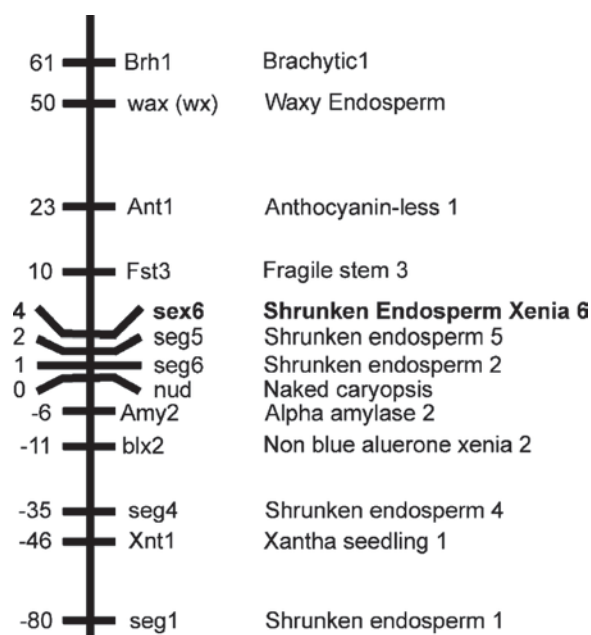 61 Brh1 Brachytic1
50 wax (wx) Waxy Endosperm
23 Ant1 Anthocyanin-less 1
10 Fst3 Fragile stem 3
4 sex6 Shrunken Endosperm Xenia 6
2 seg5 Shrunken endosperm 5
1 seg6 Shrunken endosperm 2
0 nud Naked caryopsis
-6 Amy2 Alpha amylase 2
-11 blx2 Non blue aluerone xenia 2
-35 seg4 Shrunken endosperm 4
-46 Xnt1 Xantha seedling 1
-80 seg1 Shrunken endosperm 1